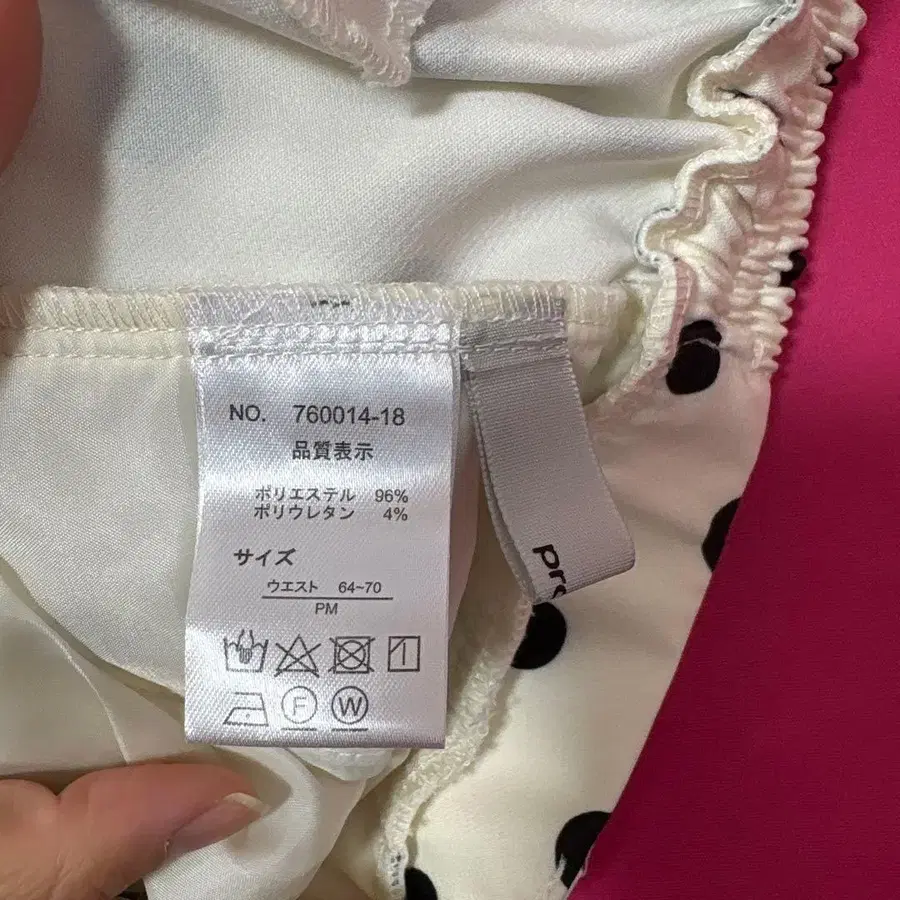 NO. 760014-18
品質表示
ポリエステル 96%
ポリウレタン 4%
サイズ
ウエスト 64~70
PM
F W